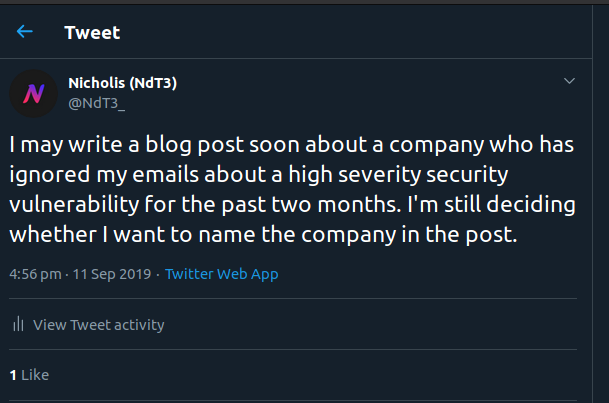 Tweet
Nicholis (NdT3)
@NdT3_
I may write a blog post soon about a company who has
ignored my emails about a high severity security
vulnerability for the past two months. I'm still deciding
whether I want to name the company in the post.
4:56 pm · 11 Sep 2019 · Twitter Web App
View Tweet activity
1 Like